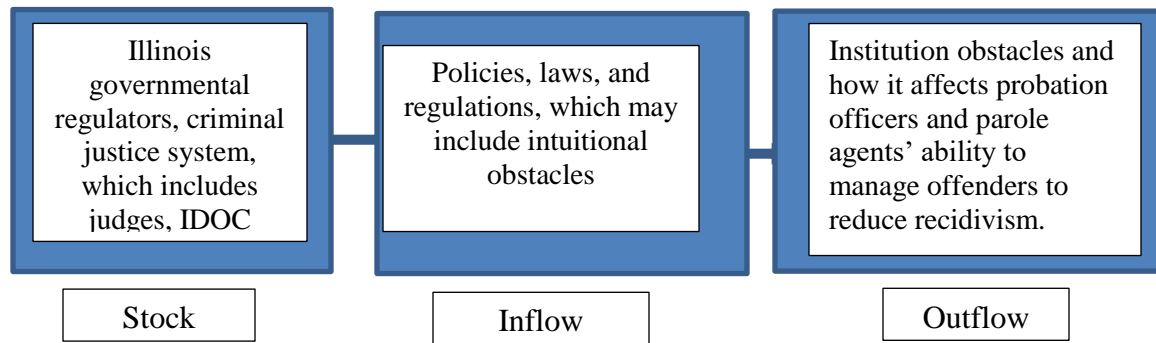 Illinois
governmental
regulators, criminal
justice system,
which includes
judges, IDOC
Policies, laws, and
regulations, which may
include intuitional
obstacles
Institution obstacles and
how it affects probation
officers and parole
agents’ ability to
manage offenders to
reduce recidivism.
Stock
Inflow
Outflow